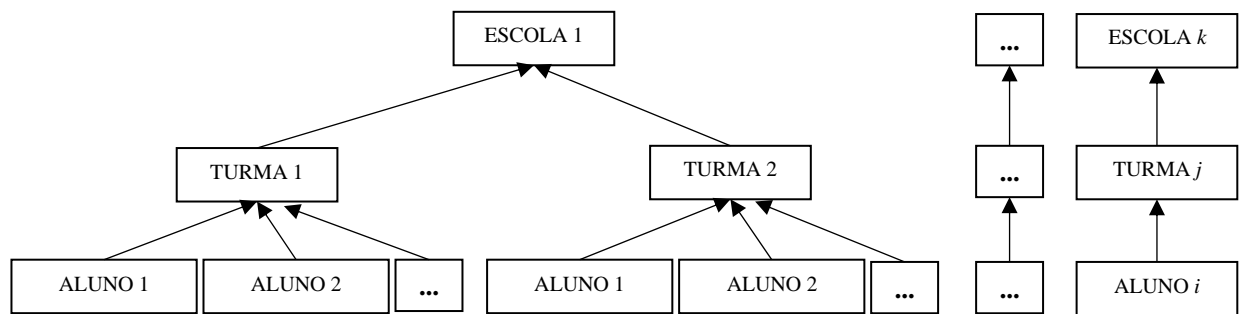 ESCOLA 1
...
ESCOLA k
TURMA 1
TURMA 2
...
TURMA j
ALUNO 1
ALUNO 2
...
ALUNO 1
ALUNO 2
...
...
ALUNO i